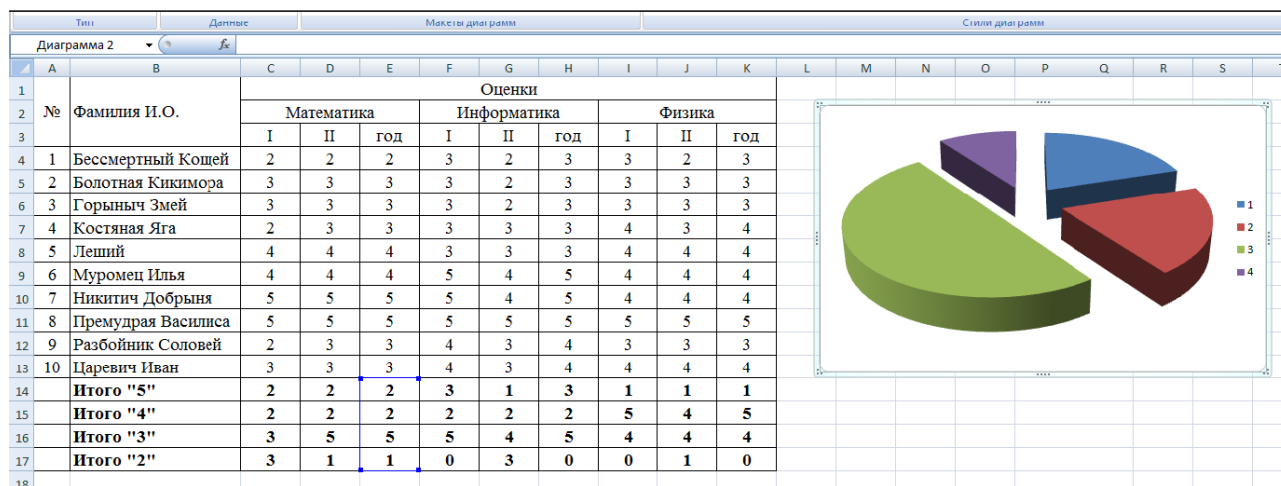 Тип Данные Макеты диаграмм Стили диаграмм
Диаграмма 2 fx
A B C D E F G H I J K L M N O P Q R S
1 Оценки
2 № Фамилия И.О. Математика Информатика Физика
3 I II год I II год I II год
4 1 Бессмертный Кощей 2 2 2 3 2 3 3 2 3
5 2 Болотная Кикимора 3 3 3 3 2 3 3 3 3
6 3 Горыныч Змей 3 3 3 3 2 3 3 3 3
7 4 Костяная Яга 2 3 3 3 3 3 4 3 4
8 5 Леший 4 4 4 3 3 3 4 4 4
9 6 Муромец Илья 4 4 4 5 4 5 4 4 4
10 7 Никитич Добрыня 5 5 5 5 4 5 4 4 4
11 8 Премудрая Василиса 5 5 5 5 5 5 5 5 5
12 9 Разбойник Соловей 2 3 3 4 3 4 3 3 3
13 10 Царевич Иван 3 3 3 4 3 4 4 4 4
14 Итого "5" 2 2 2 3 1 3 1 1 1
15 Итого "4" 2 2 2 2 2 2 5 4 5
16 Итого "3" 3 5 5 5 4 5 4 4 4
17 Итого "2" 3 1 1 0 3 0 0 1 0
18
1
2
3
4